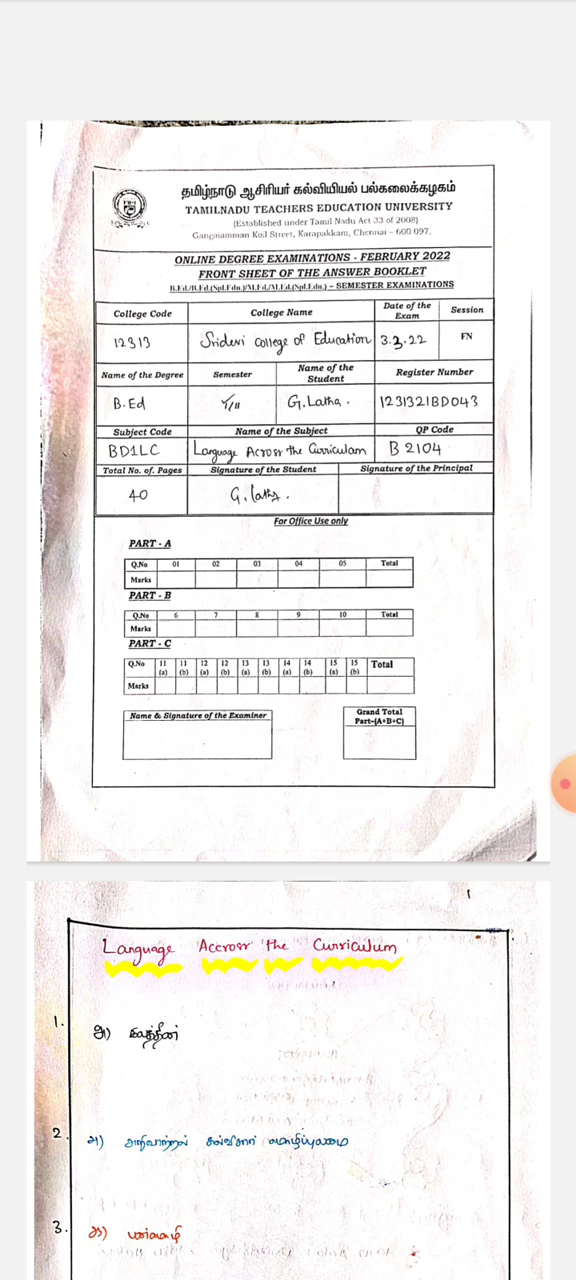 தமிழ்நாடு ஆசிரியர் கல்வியியல் பல்கலைக்கழகம்
TAMILNADU TEACHERS EDUCATION UNIVERSITY
(Established under Tamil Nadu Act 33 of 2008)
Gangaiamman Koil Street, Karapakkam, Chennai – 600 097.
ONLINE DEGREE EXAMINATIONS - FEBRUARY 2022
FRONT SHEET OF THE ANSWER BOOKLET
B.Ed/B.Ed.(Spl.Edn.)/M.Ed./M.Ed.(Spl.Edn.) – SEMESTER EXAMINATIONS
College Code College Name Date of the Exam Session
12313 Sridevi College of Education 3.3.22 FN
Name of the Degree Semester Name of the Student Register Number
B.Ed I/II G.Latha. 1231321BD043
Subject Code Name of the Subject QP Code
BD1LC Language Across the Curriculam B 2104
Total No. of. Pages Signature of the Student Signature of the Principal
40 G. latha.
For Office Use only
PART - A
Q.No 01 02 03 04 05 Total
Marks
PART - B
Q.No 6 7 8 9 10 Total
Marks
PART - C
Q.No 11 (a) 11 (b) 12 (a) 12 (b) 13 (a) 13 (b) 14 (a) 14 (b) 15 (a) 15 (b) Total
Marks
Name & Signature of the Examiner
Grand Total
Part–(A+B+C)
1
Language Accross the Curriculum
1. அ)
2. அ) அறிவாற்றல் கல்விசார் மொழிப்புலமை
3. அ) பன்மொழி